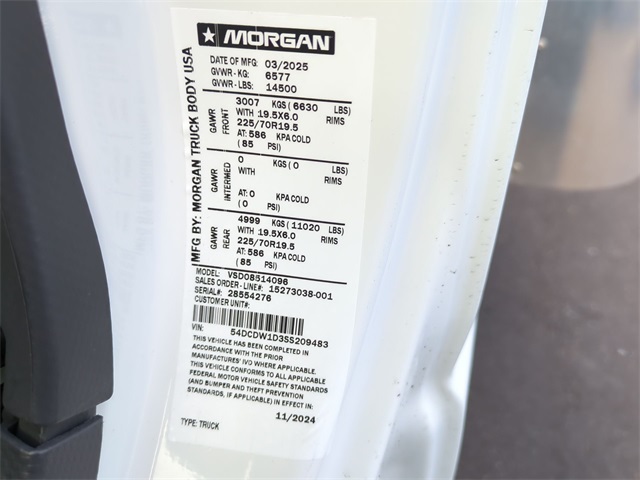 MORGAN
MFG BY: MORGAN TRUCK BODY USA
DATE OF MFG: 03/2025
GVWR - KG: 6577
GVWR - LBS: 14500
GAWR FRONT
3007 KGS ( 6630 LBS)
WITH 19.5X6.0 RIMS
225/70R19.5
AT: 586 KPA COLD
( 85 PSI)
GAWR INTERMED
0 KGS ( 0 LBS)
WITH RIMS
AT: 0 KPA COLD
( 0 PSI)
GAWR REAR
4999 KGS ( 11020 LBS)
WITH 19.5X6.0 RIMS
225/70R19.5
AT: 586 KPA COLD
( 85 PSI)
MODEL: VSD08514096
SALES ORDER - LINE#: 15273038-001
SERIAL#: 28554276
CUSTOMER UNIT#:
VIN: 54DCDW1D3SS209483
THIS VEHICLE HAS BEEN COMPLETED IN
ACCORDANCE WITH THE PRIOR
MANUFACTURES' IVD WHERE APPLICABLE.
THIS VEHICLE CONFORMS TO ALL APPLICABLE
FEDERAL MOTOR VEHICLE SAFETY STANDARDS
(AND BUMPER AND THEFT PREVENTION
STANDARDS, IF APPLICABLE) IN EFFECT IN:
11/2024
TYPE: TRUCK